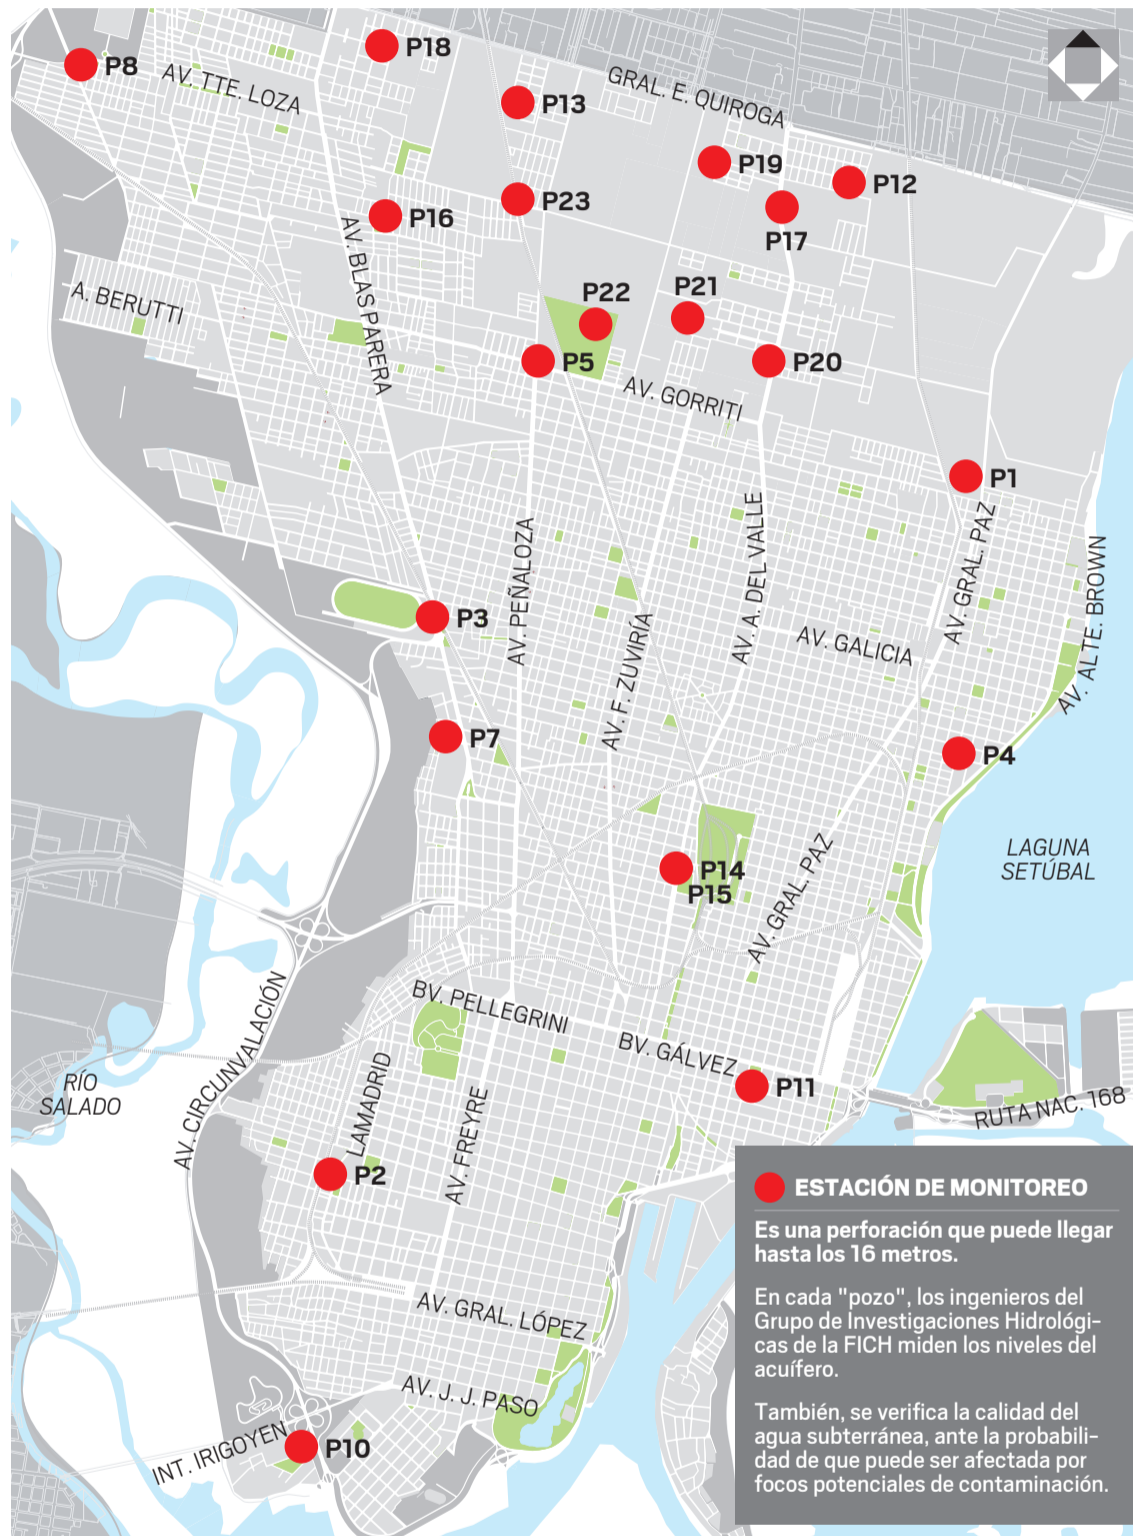 P18
P8
AV. TTE. LOZA
P13
GRAL. E. QUIROGA
P19
P12
P23
P16
P17
AV. BLAS PARERA
A. BERUTTI
P22
P21
P5
P20
AV. GORRITI
P1
AV. PEÑALOZA
AV. A. DEL VALLE
AV. GRAL. PAZ
AV. ALTE. BROWN
P3
AV. F. ZUVIRÍA
AV. GALICIA
P7
P4
LAGUNA
SETÚBAL
P14
P15
AV. GRAL. PAZ
AV. CIRCUNVALACIÓN
BV. PELLEGRINI
BV. GÁLVEZ
RÍO
SALADO
LAMADRID
AV. FREYRE
P11
RUTA NAC. 168
P2
ESTACIÓN DE MONITOREO
Es una perforación que puede llegar
hasta los 16 metros.
En cada "pozo", los ingenieros del
Grupo de Investigaciones Hidrológi-
cas de la FICH miden los niveles del
acuífero.
También, se verifica la calidad del
agua subterránea, ante la probabili-
dad de que puede ser afectada por
focos potenciales de contaminación.
AV. GRAL. LÓPEZ
AV. J. J. PASO
INT. IRIGOYEN
P10